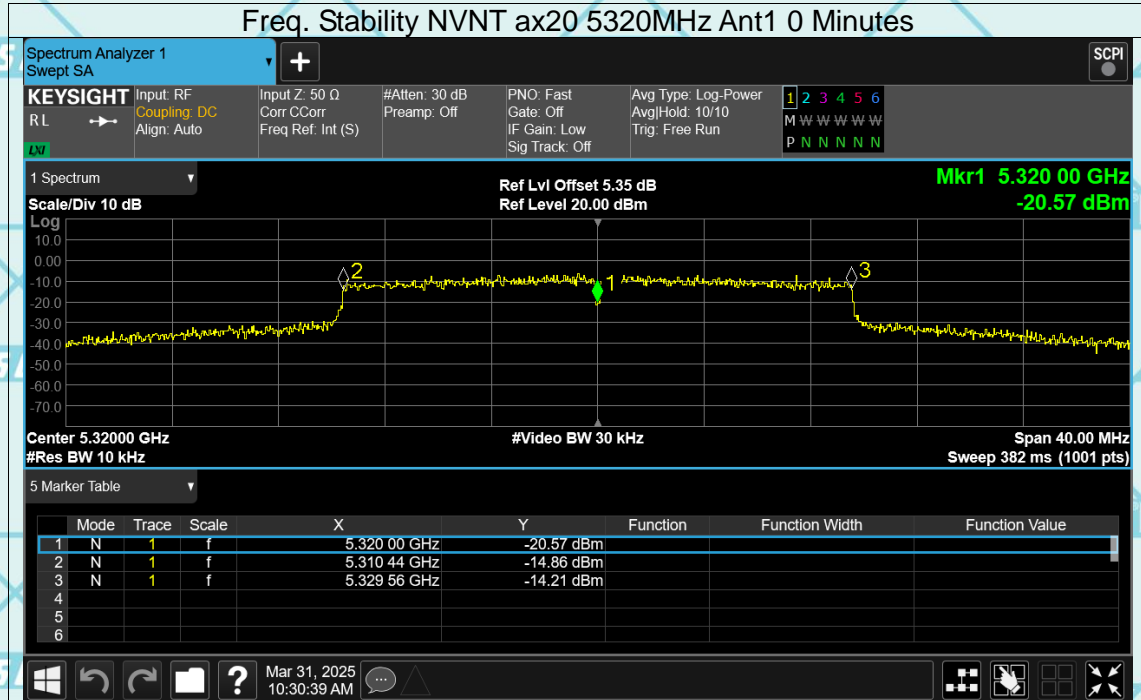 Freq. Stability NVNT ax20 5320MHz Ant1 0 Minutes
Spectrum Analyzer 1
Swept SA
+
SCPI
KEYSIGHT
RL
LXI
Input: RF
Coupling: DC
Align: Auto
Input Z: 50 Ω
Corr CCorr
Freq Ref: Int (S)
#Atten: 30 dB
Preamp: Off
PNO: Fast
Gate: Off
IF Gain: Low
Sig Track: Off
Avg Type: Log-Power
Avg|Hold: 10/10
Trig: Free Run
1 2 3 4 5 6
M W W W W W
P N N N N N
1 Spectrum
Scale/Div 10 dB
Ref Lvl Offset 5.35 dB
Ref Level 20.00 dBm
Mkr1 5.320 00 GHz
-20.57 dBm
Log
10.0
0.00
-10.0
-20.0
-30.0
-40.0
-50.0
-60.0
-70.0
2
1
3
Center 5.32000 GHz
#Video BW 30 kHz
Span 40.00 MHz
#Res BW 10 kHz
Sweep 382 ms (1001 pts)
5 Marker Table
Mode Trace Scale X Y Function Function Width Function Value
1 N 1 f 5.320 00 GHz -20.57 dBm
2 N 1 f 5.310 44 GHz -14.86 dBm
3 N 1 f 5.329 56 GHz -14.21 dBm
4
5
6
?
Mar 31, 2025
10:30:39 AM